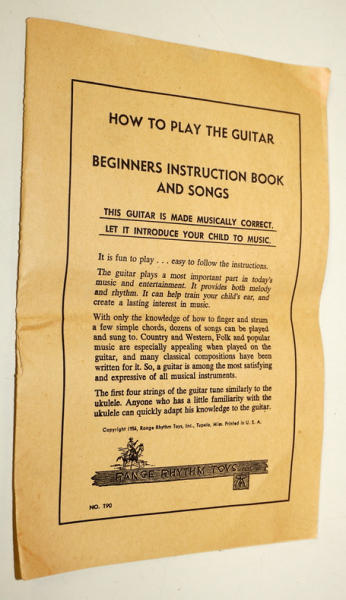 HOW TO PLAY THE GUITAR
BEGINNERS INSTRUCTION BOOK
AND SONGS
THIS GUITAR IS MADE MUSICALLY CORRECT.
LET IT INTRODUCE YOUR CHILD TO MUSIC.
It is fun to play . . . easy to follow the instructions.
The guitar plays a most important part in today's
music and entertainment. It provides both melody
and rhythm. It can help train your child's ear, and
create a lasting interest in music.
With only the knowledge of how to finger and strum
a few simple chords, dozens of songs can be played
and sung to. Country and Western, Folk and popular
music are especially appealing when played on the
guitar, and many classical compositions have been
written for it. So, a guitar is among the most satisfying
and expressive of all musical instruments.
The first four strings of the guitar tune similarly to the
ukulele. Anyone who has a little familiarity with the
ukulele can quickly adapt his knowledge to the guitar.
Copyright 1956, Range Rhythm Toys, Inc., Tupelo, Miss. Printed in U. S. A.
RANGE RHYTHM TOYS
NO. 190